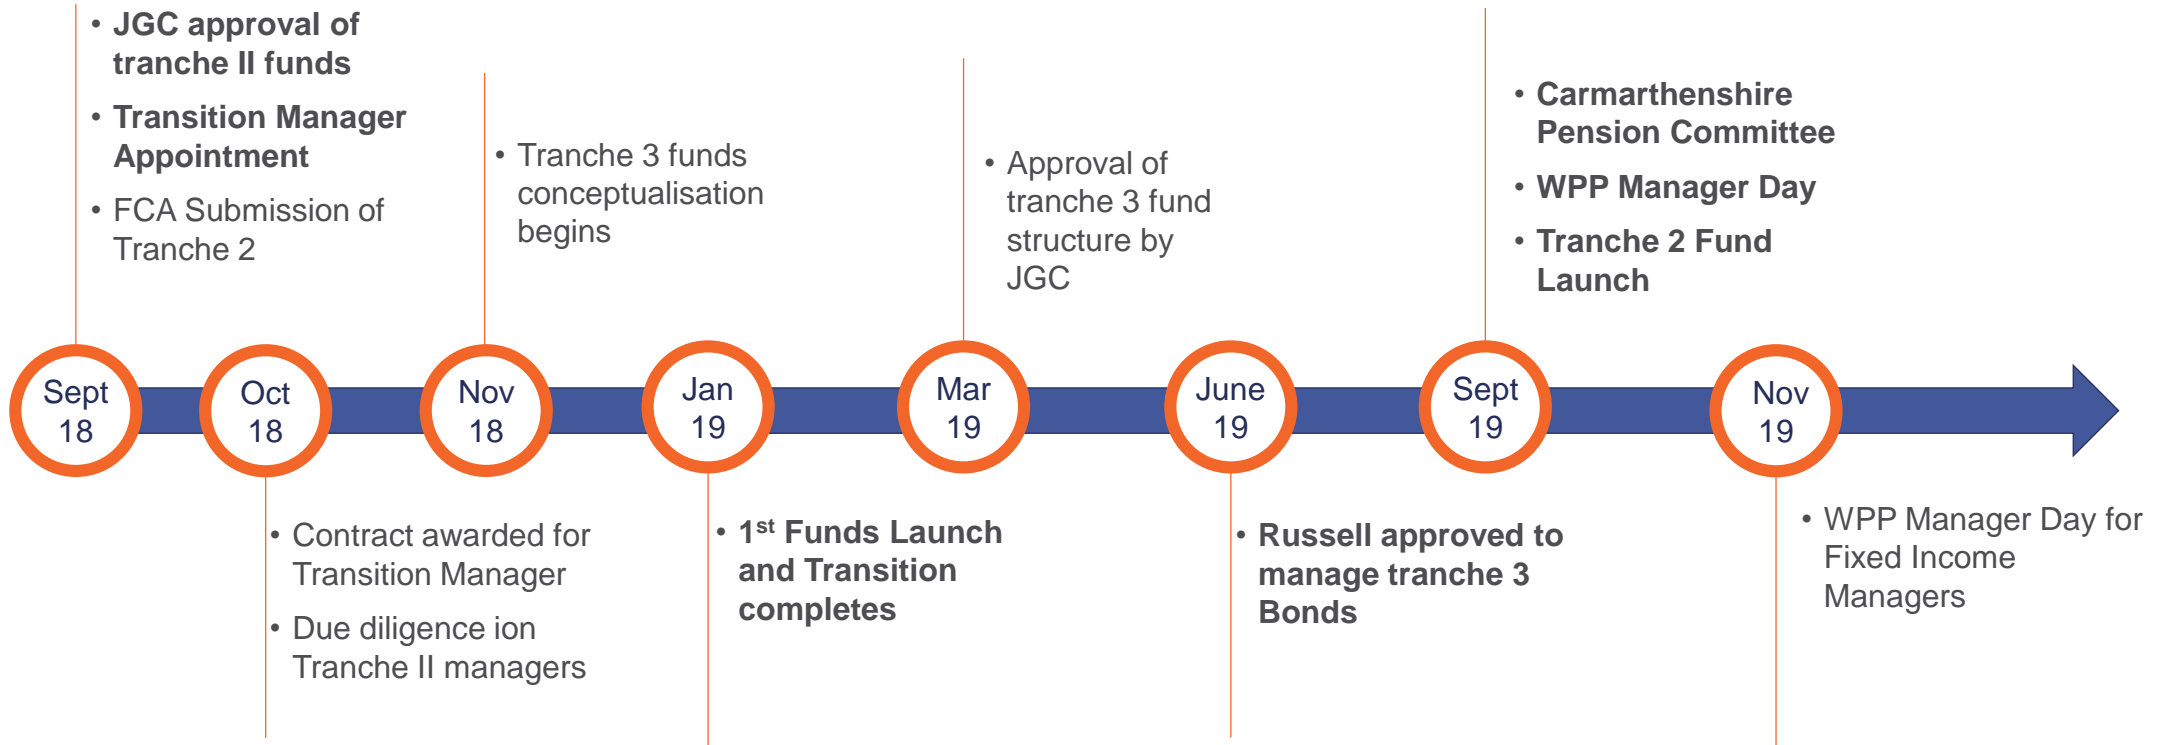 • JGC approval of
tranche II funds
• Transition Manager
Appointment
• FCA Submission of
Tranche 2
• Tranche 3 funds
conceptualisation
begins
• Approval of
tranche 3 fund
structure by
JGC
• Carmarthenshire
Pension Committee
• WPP Manager Day
• Tranche 2 Fund
Launch
Sept
18
Oct
18
Nov
18
Jan
19
Mar
19
June
19
Sept
19
Nov
19
• Contract awarded for
Transition Manager
• Due diligence ion
Tranche II managers
• 1st Funds Launch
and Transition
completes
• Russell approved to
manage tranche 3
Bonds
• WPP Manager Day for
Fixed Income
Managers